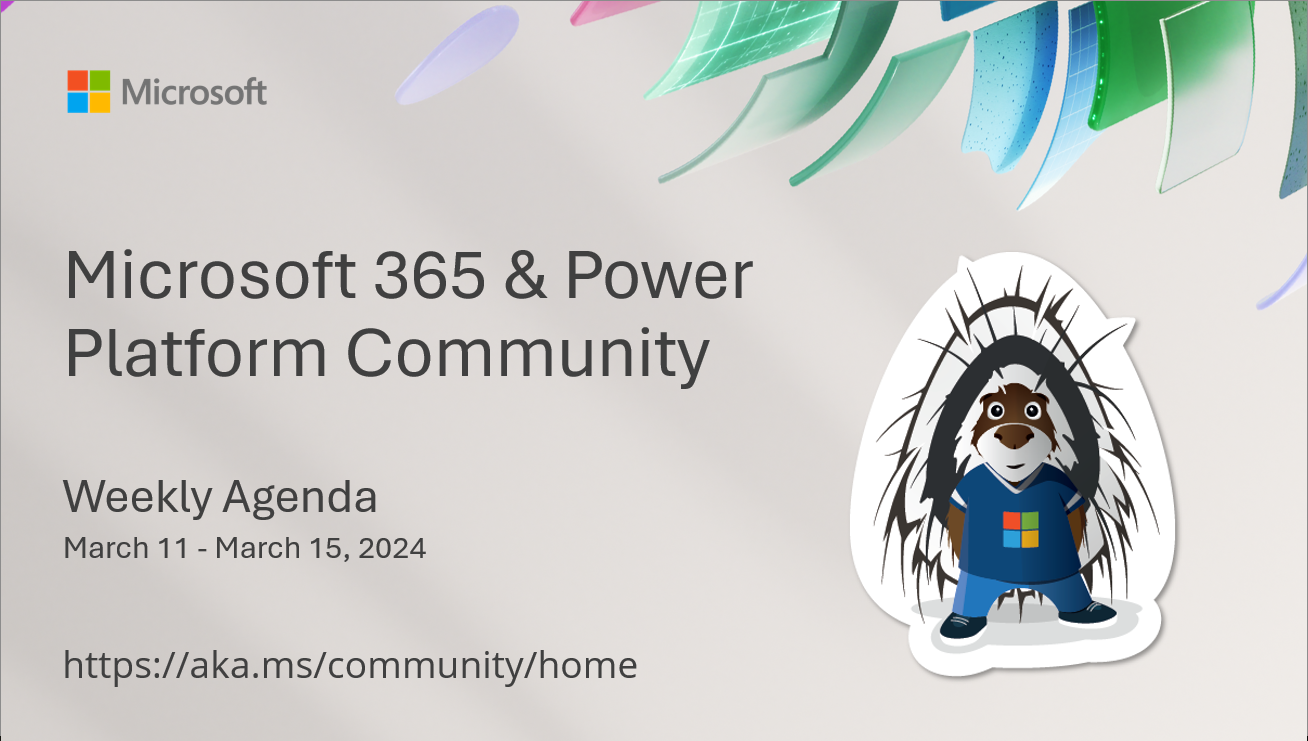 Microsoft
Microsoft 365 & Power
Platform Community
Weekly Agenda
March 11 - March 15, 2024
https://aka.ms/community/home